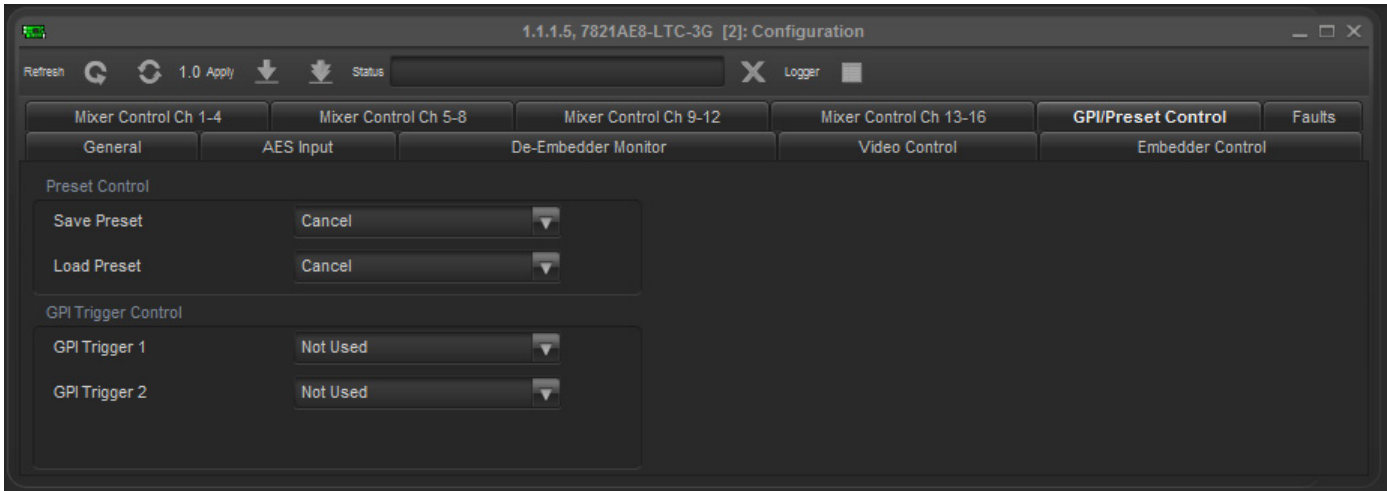 1.1.1.5, 7821AE8-LTC-3G [2]: Configuration
Refresh 1.0 Apply Status Logger
Mixer Control Ch 1-4 Mixer Control Ch 5-8 Mixer Control Ch 9-12 Mixer Control Ch 13-16 GPI/Preset Control Faults
General AES Input De-Embedder Monitor Video Control Embedder Control
Preset Control
Save Preset Cancel
Load Preset Cancel
GPI Trigger Control
GPI Trigger 1 Not Used
GPI Trigger 2 Not Used